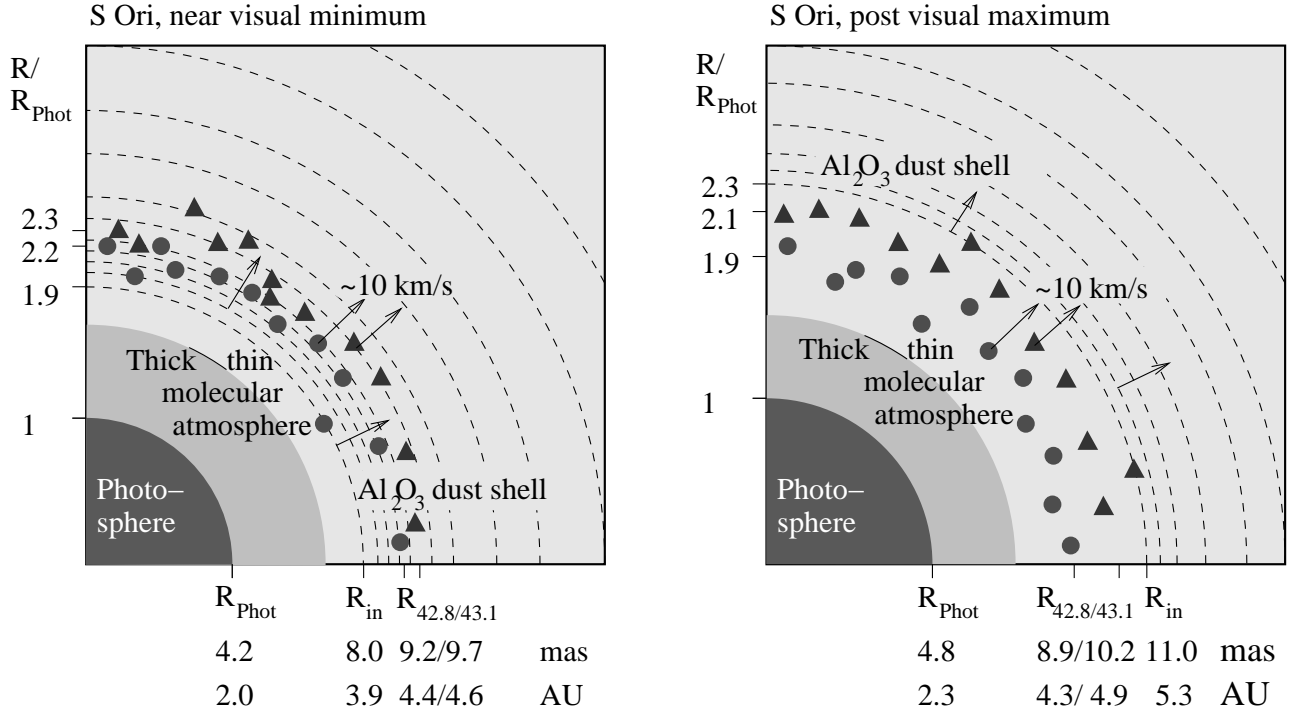 S Ori, near visual minimum
R/
R_Phot
2.3
2.2
1.9
1
~10 km/s
Thick thin
molecular
atmosphere
Al2O3 dust shell
Photo–
sphere
R_Phot R_in R_42.8/43.1
4.2 8.0 9.2/9.7 mas
2.0 3.9 4.4/4.6 AU
S Ori, post visual maximum
R/
R_Phot
2.3
2.1
1.9
1
Al2O3 dust shell
~10 km/s
Thick thin
molecular
atmosphere
Photo–
sphere
R_Phot R_42.8/43.1 R_in
4.8 8.9/10.2 11.0 mas
2.3 4.3/ 4.9 5.3 AU